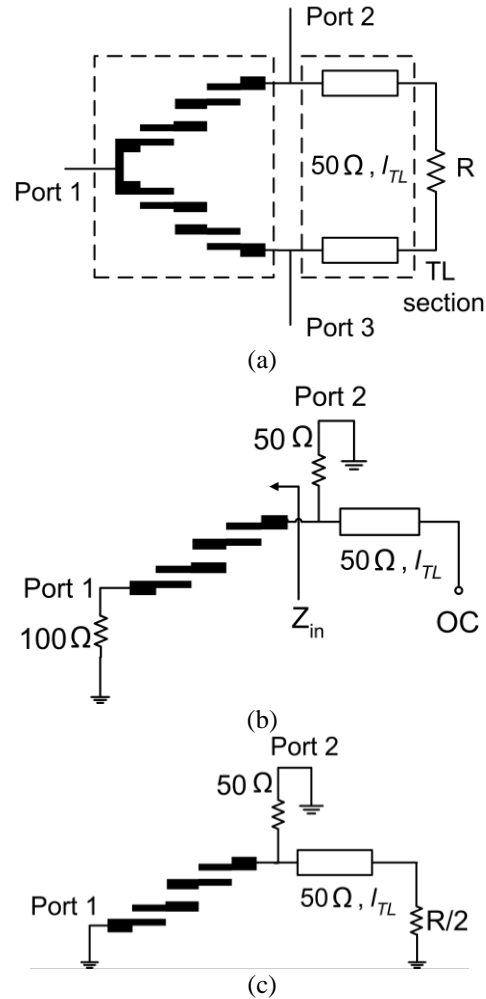 Port 2
Port 1
50 Ω , l_TL
R
TL
section
Port 3
(a)
Port 2
50 Ω
Port 1
50 Ω , l_TL
100 Ω
Z_in
OC
(b)
Port 2
50 Ω
Port 1
50 Ω , l_TL
R/2
(c)